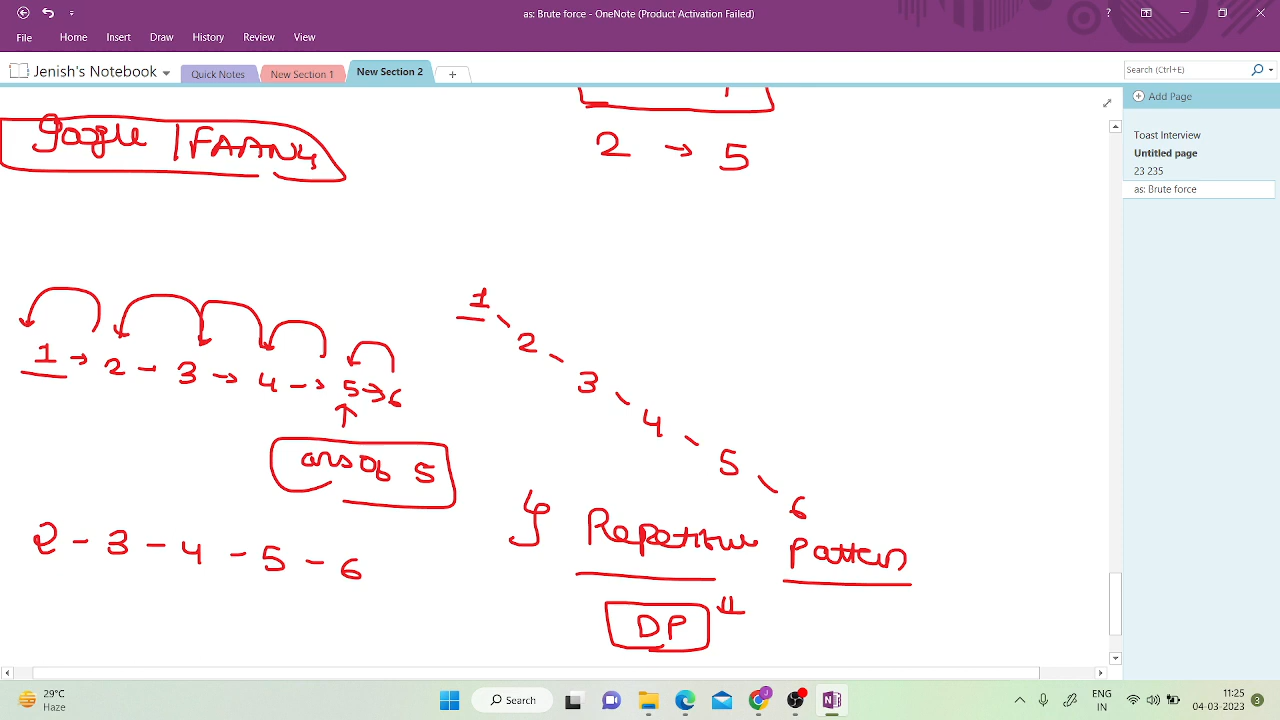 as: Brute force - OneNote (Product Activation Failed)
?
File Home Insert Draw History Review View
Jenish's Notebook Quick Notes New Section 1 New Section 2 +
Search (Ctrl+E)
Add Page
Toast Interview
Untitled page
23 235
as: Brute force
google | FAANG
2 → 5
1 → 2 - 3 → 4 - > 5 → 6
ans of 5
2 - 3 - 4 - 5 - 6
1
2
3
4
5
6
Repetitive Pattern
DP
29°C
Haze
Search
ENG
IN
11:25
04-03-2023
3